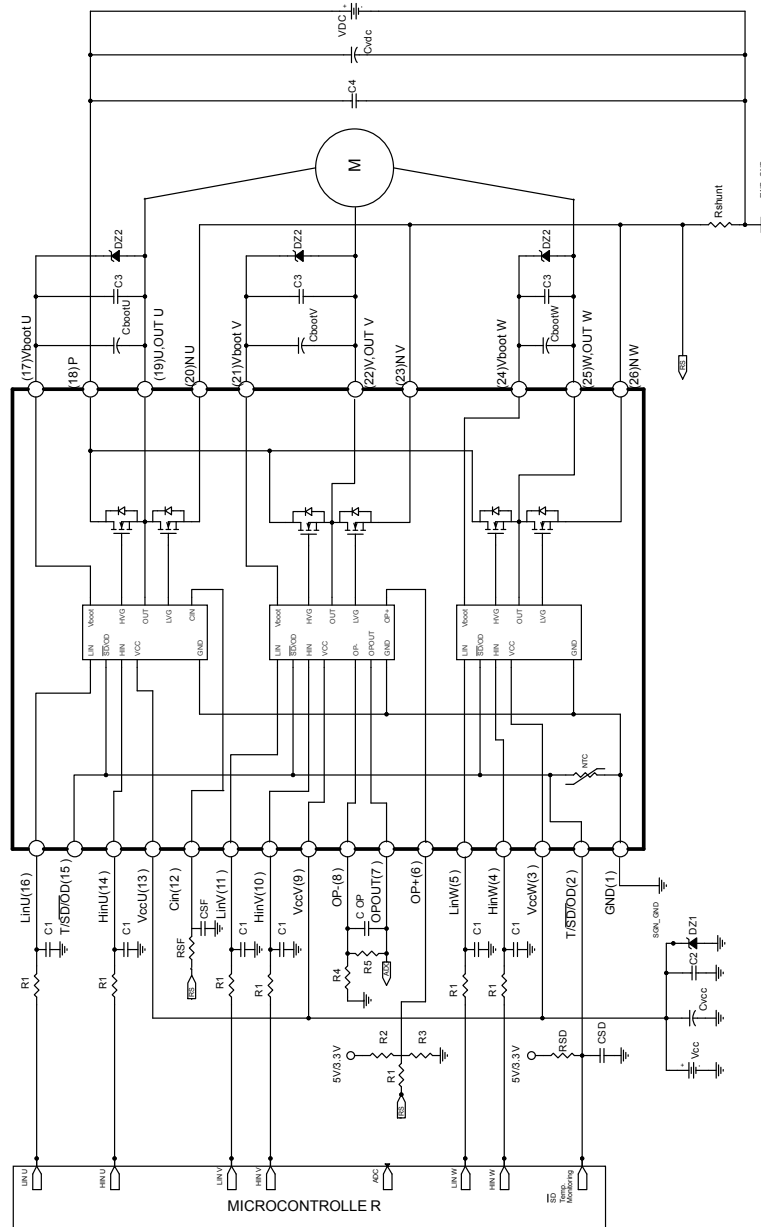 VDC
+
-
Cvdc
C4
M
Rshunt
DZ2
C3
CbootU
DZ2
C3
CbootV
DZ2
C3
CbootW
RS
(17)Vboot U
(18)P
(19)U,OUT U
(20)N U
(21)Vboot V
(22)V,OUT V
(23)N V
(24)Vboot W
(25)W,OUT W
(26)N W
Vboot
HVG
OUT
LVG
CIN
LIN
SD/OD
HIN
VCC
GND
Vboot
HVG
OUT
LVG
OP+
LIN
SD/OD
HIN
VCC
OP-
OPOUT
GND
Vboot
HVG
OUT
LVG
LIN
SD/OD
HIN
VCC
GND
NTC
LinU(16)
T/SD/OD(15)
HinU(14)
VccU(13)
Cin(12)
LinV(11)
HinV(10)
VccV(9)
OP-(8)
OPOUT(7)
OP+(6)
LinW(5)
HinW(4)
VccW(3)
T/SD/OD(2)
GND(1)
SGN_GND
R1
C1
R1
C1
RSF
CSF
RS
R1
C1
R1
C1
R4
C OP
R5
ADC
R1
C1
R1
C1
5V/3.3V
R2
R3
R1
RS
5V/3.3V
RSD
CSD
DZ1
C2
Cvcc
Vcc
+
-
LIN U
HIN U
LIN V
HIN V
ADC
LIN W
HIN W
SD
Temp.
Monitoring
MICROCONTROLLE R